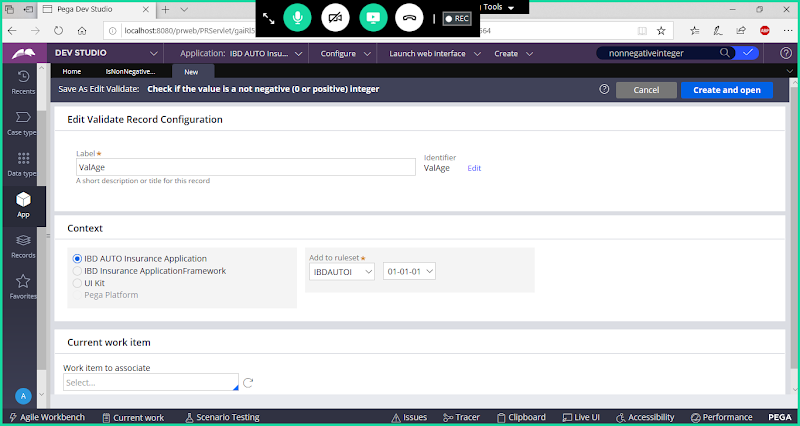 Pega Dev Studio
Tools
localhost:8080/prweb/PRServlet/gaiRl5
564
REC
DEV STUDIO
Application: IBD AUTO Insu...
Configure
Launch web interface
Create
nonnegativeinteger
Home
IsNonNegative...
New
Save As Edit Validate: Check if the value is a not negative (0 or positive) integer
Cancel
Create and open
Recents
Case type
Data type
App
Records
Favorites
A
Edit Validate Record Configuration
Label *
ValAge
A short description or title for this record
Identifier
ValAge Edit
Context
IBD AUTO Insurance Application
IBD Insurance ApplicationFramework
UI Kit
Pega Platform
Add to ruleset *
IBDAUTOI
01-01-01
Current work item
Work item to associate
Select...
Agile Workbench
Current work
Scenario Testing
Issues
Tracer
Clipboard
Live UI
Accessibility
Performance
PEGA